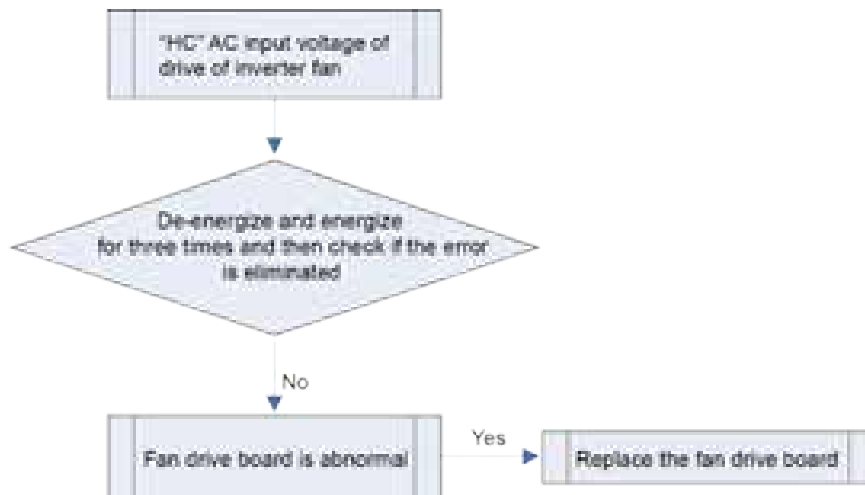 "HC" AC input voltage of
drive of inverter fan
De-energize and energize
for three times and then check if the error
is eliminated
No
Fan drive board is abnormal
Yes
Replace the fan drive board